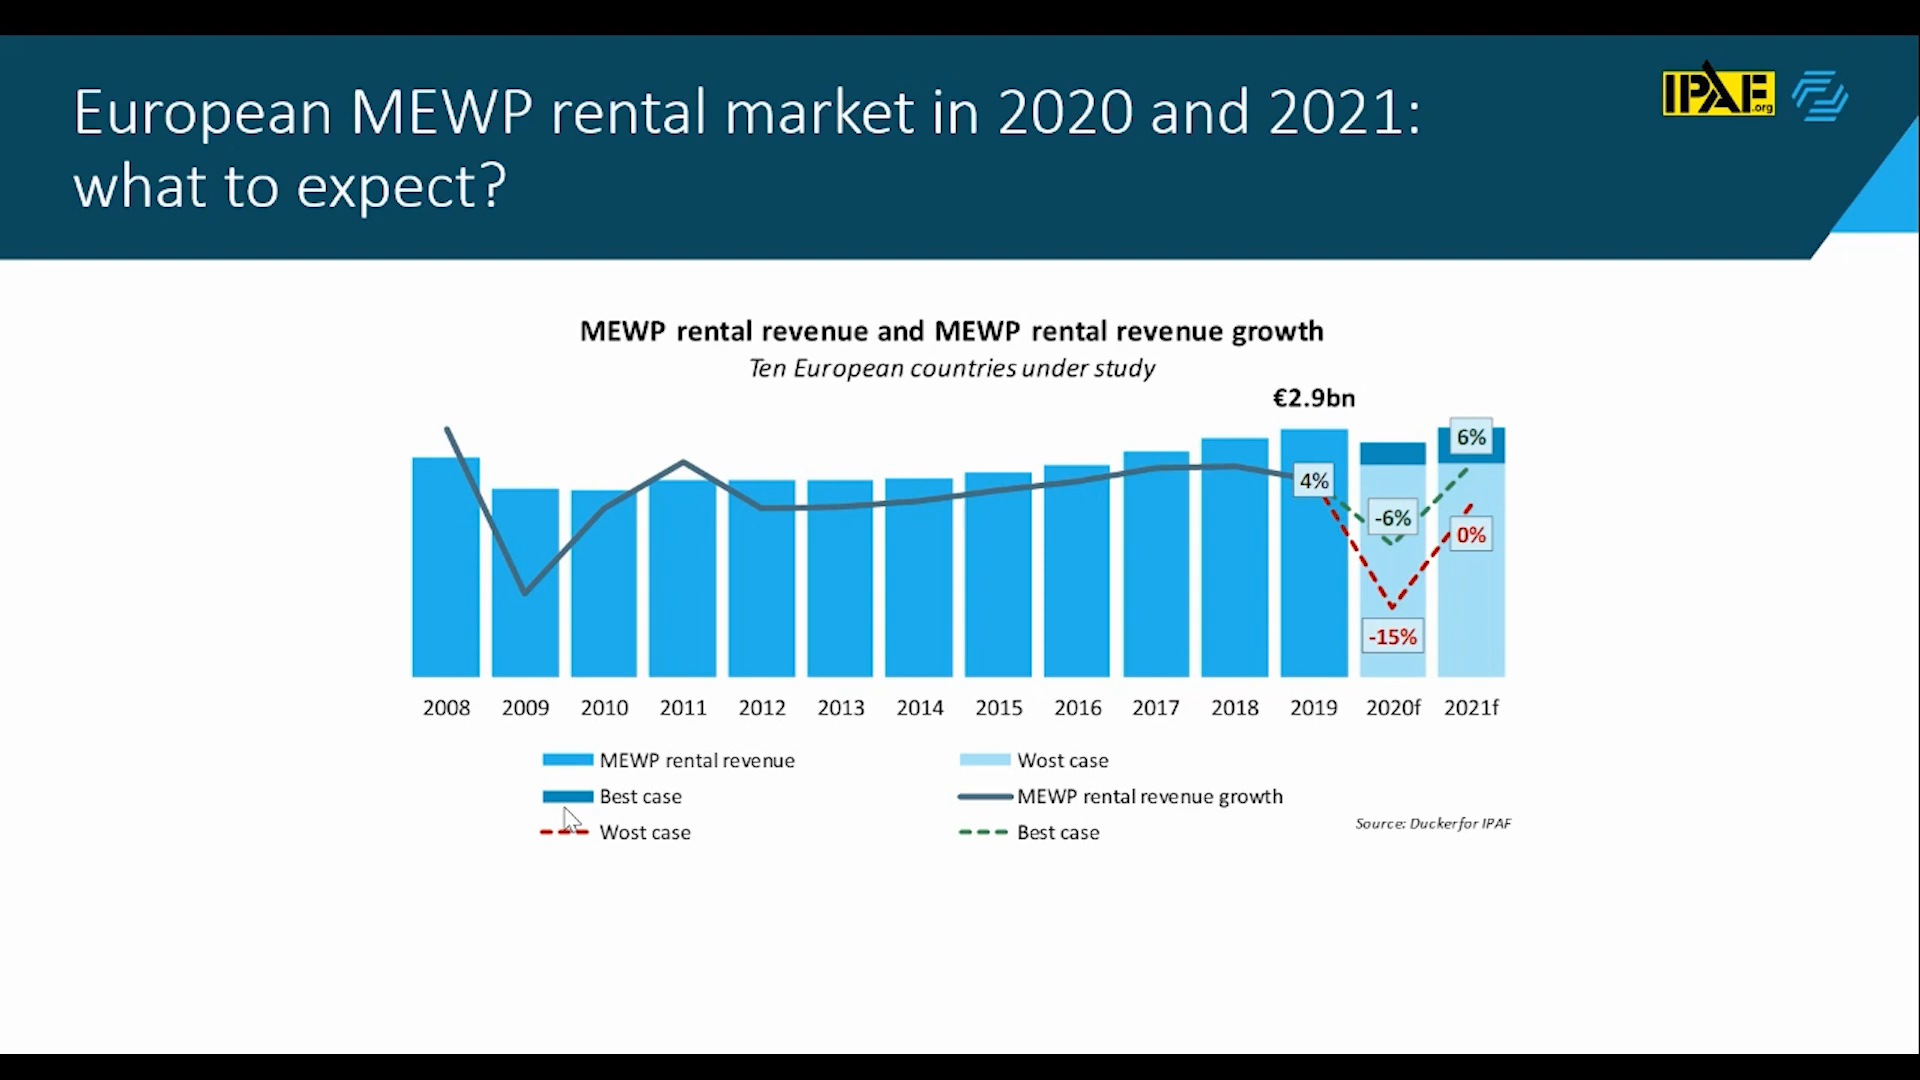 European MEWP rental market in 2020 and 2021:
what to expect?
IPAF
.org
MEWP rental revenue and MEWP rental revenue growth
Ten European countries under study
€2.9bn
6%
4%
-6%
0%
-15%
2008 2009 2010 2011 2012 2013 2014 2015 2016 2017 2018 2019 2020f 2021f
MEWP rental revenue Wost case
Best case MEWP rental revenue growth
Wost case Best case
Source: Ducker for IPAF